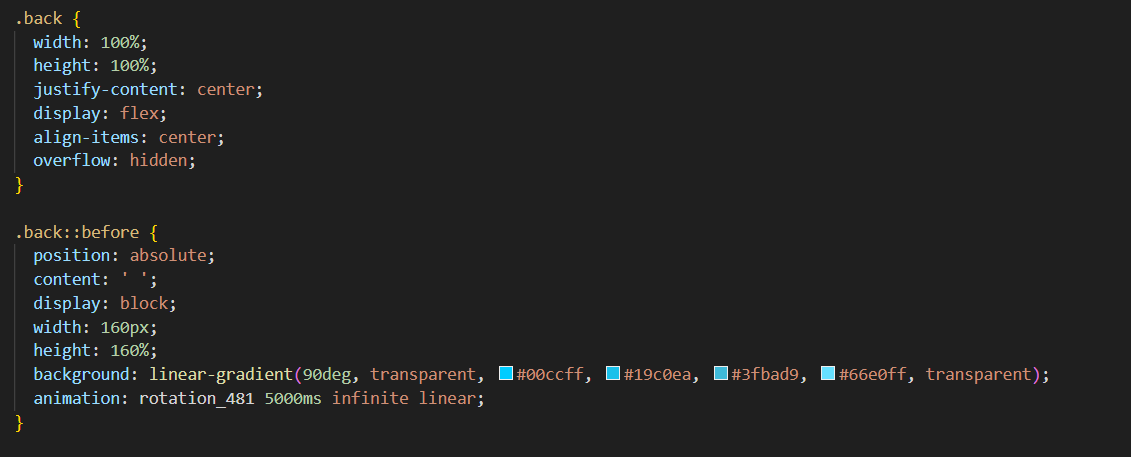 .back {
  width: 100%;
  height: 100%;
  justify-content: center;
  display: flex;
  align-items: center;
  overflow: hidden;
}

.back::before {
  position: absolute;
  content: ' ';
  display: block;
  width: 160px;
  height: 160%;
  background: linear-gradient(90deg, transparent, #00ccff, #19c0ea, #3fbad9, #66e0ff, transparent);
  animation: rotation_481 5000ms infinite linear;
}